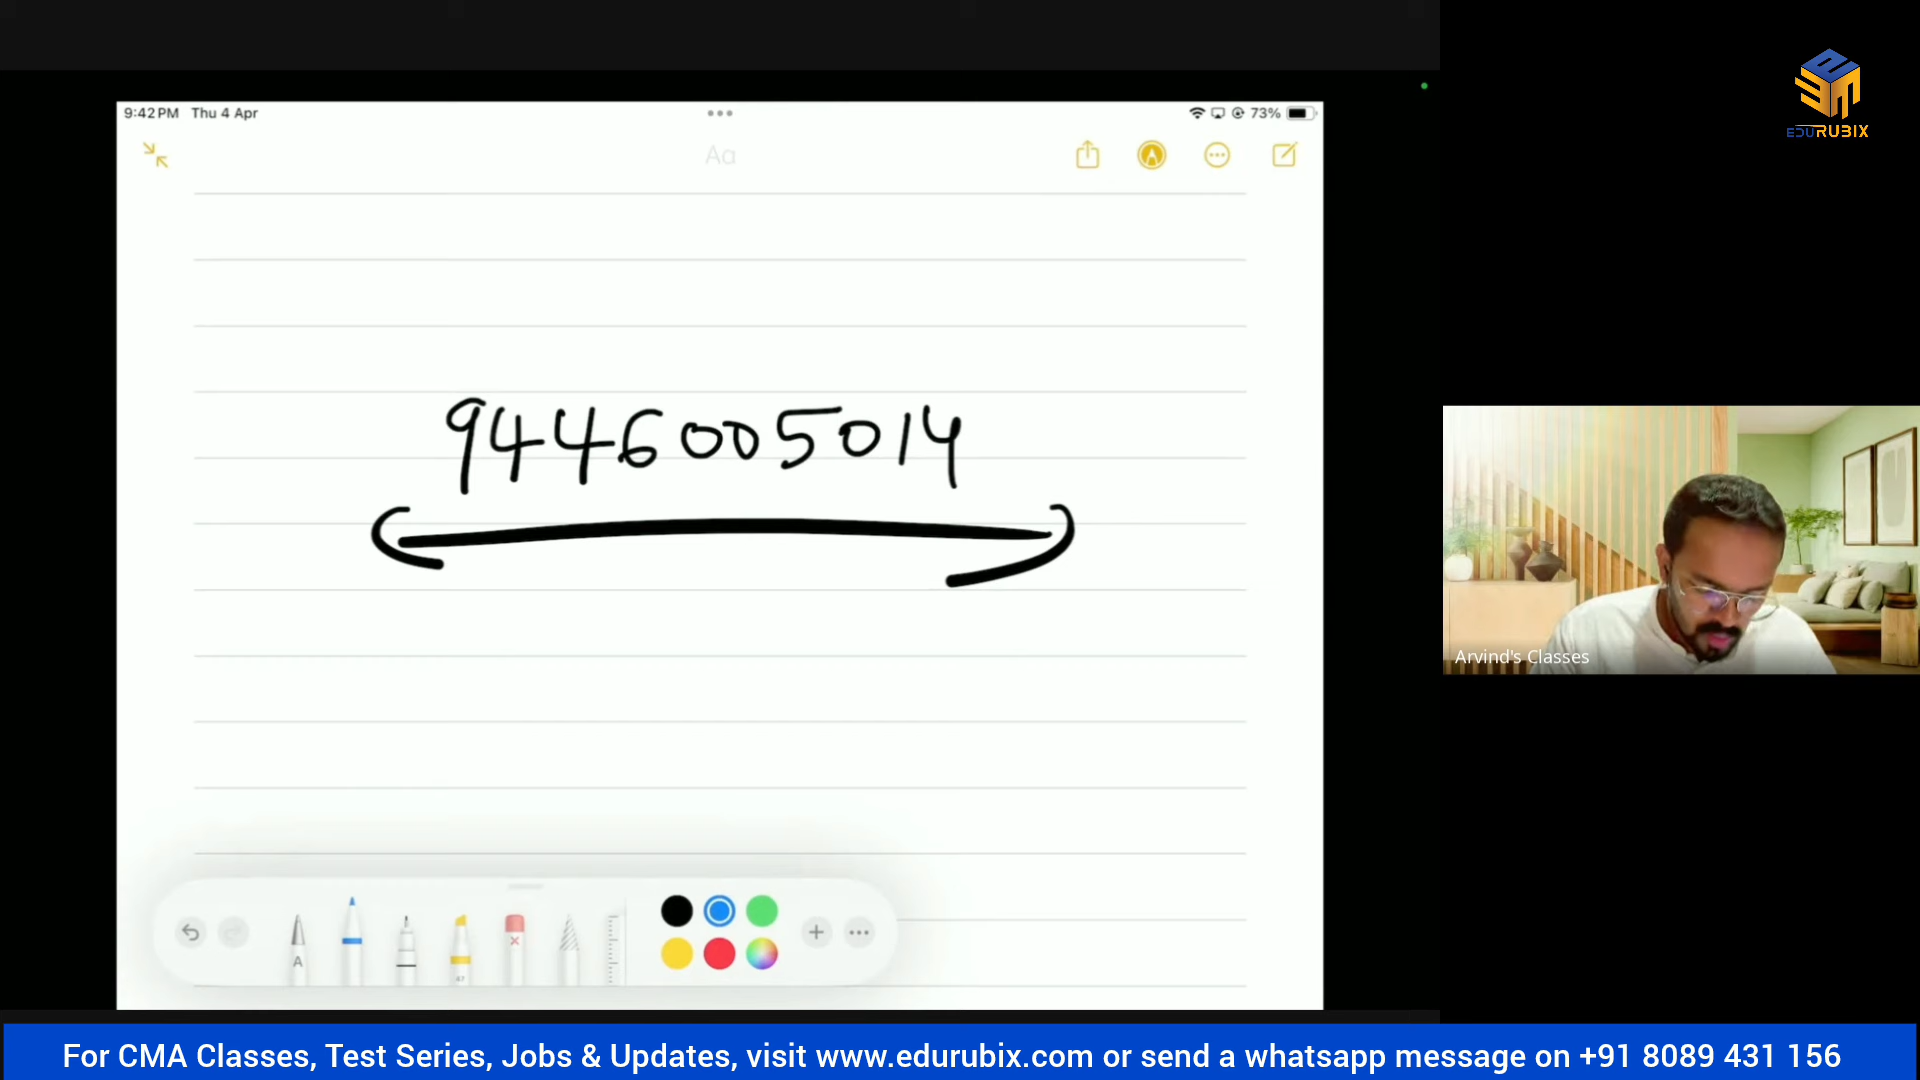 9:42 PM Thu 4 Apr
73%
Aa
EDURUBIX
9446005014
A
Arvind's Classes
For CMA Classes, Test Series, Jobs & Updates, visit www.edurubix.com or send a whatsapp message on +91 8089 431 156